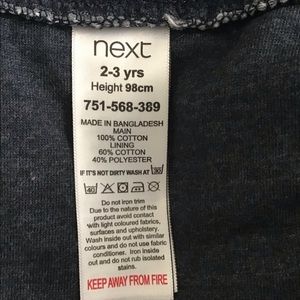 next
2-3 yrs
Height 98cm
751-568-389
MADE IN BANGLADESH
MAIN
100% COTTON
LINING
60% COTTON
40% POLYESTER
IF IT'S NOT DIRTY WASH AT 30
40
Do not iron trim
Due to the nature of this
product avoid contact
with light coloured fabrics,
surfaces and upholstery.
Wash inside out with similar
colours and do not use fabric
conditioner. Iron inside
out and do not rub isolated
stains.
KEEP AWAY FROM FIRE